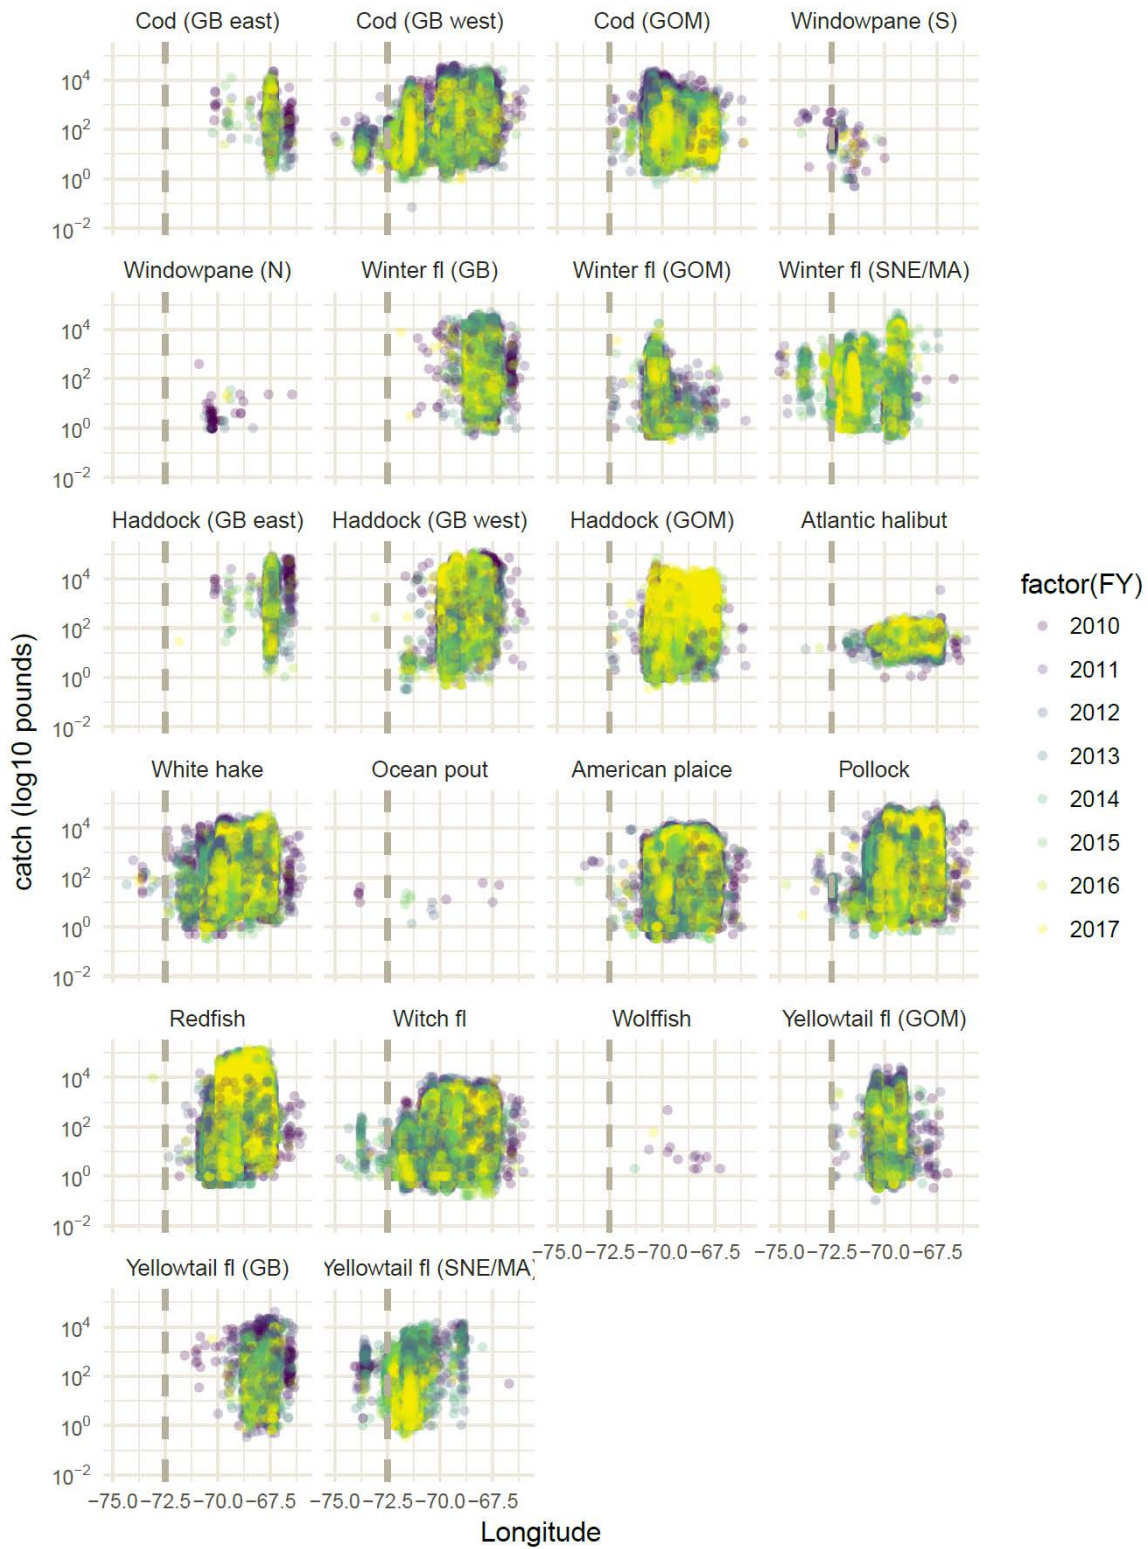 Cod (GB east) Cod (GB west) Cod (GOM) Windowpane (S)
10⁴
10²
10⁰
10⁻²
Windowpane (N) Winter fl (GB) Winter fl (GOM) Winter fl (SNE/MA)
10⁴
10²
10⁰
10⁻²
Haddock (GB east) Haddock (GB west) Haddock (GOM) Atlantic halibut
10⁴
10²
10⁰
10⁻²
White hake Ocean pout American plaice Pollock
10⁴
10²
10⁰
10⁻²
Redfish Witch fl Wolffish Yellowtail fl (GOM)
10⁴
10²
10⁰
10⁻²
−75.0 −72.5 −70.0 −67.5 −75.0 −72.5 −70.0 −67.5
Yellowtail fl (GB) Yellowtail fl (SNE/MA)
10⁴
10²
10⁰
10⁻²
−75.0 −72.5 −70.0 −67.5 −75.0 −72.5 −70.0 −67.5
Longitude
catch (log10 pounds)
factor(FY)
2010
2011
2012
2013
2014
2015
2016
2017